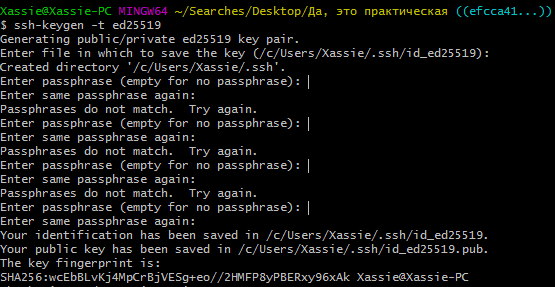 Xassie@Xassie-PC MINGW64 ~/Searches/Desktop/Да, это практическая ((efcca41...))
$ ssh-keygen -t ed25519
Generating public/private ed25519 key pair.
Enter file in which to save the key (/c/Users/Xassie/.ssh/id_ed25519):
Created directory '/c/Users/Xassie/.ssh'.
Enter passphrase (empty for no passphrase):
Enter same passphrase again:
Passphrases do not match.  Try again.
Enter passphrase (empty for no passphrase):
Enter same passphrase again:
Passphrases do not match.  Try again.
Enter passphrase (empty for no passphrase):
Enter same passphrase again:
Passphrases do not match.  Try again.
Enter passphrase (empty for no passphrase):
Enter same passphrase again:
Your identification has been saved in /c/Users/Xassie/.ssh/id_ed25519.
Your public key has been saved in /c/Users/Xassie/.ssh/id_ed25519.pub.
The key fingerprint is:
SHA256:wcEbBLvKj4MpCrBjVESg+eo//2HMFP8yPBERxy96xAk Xassie@Xassie-PC